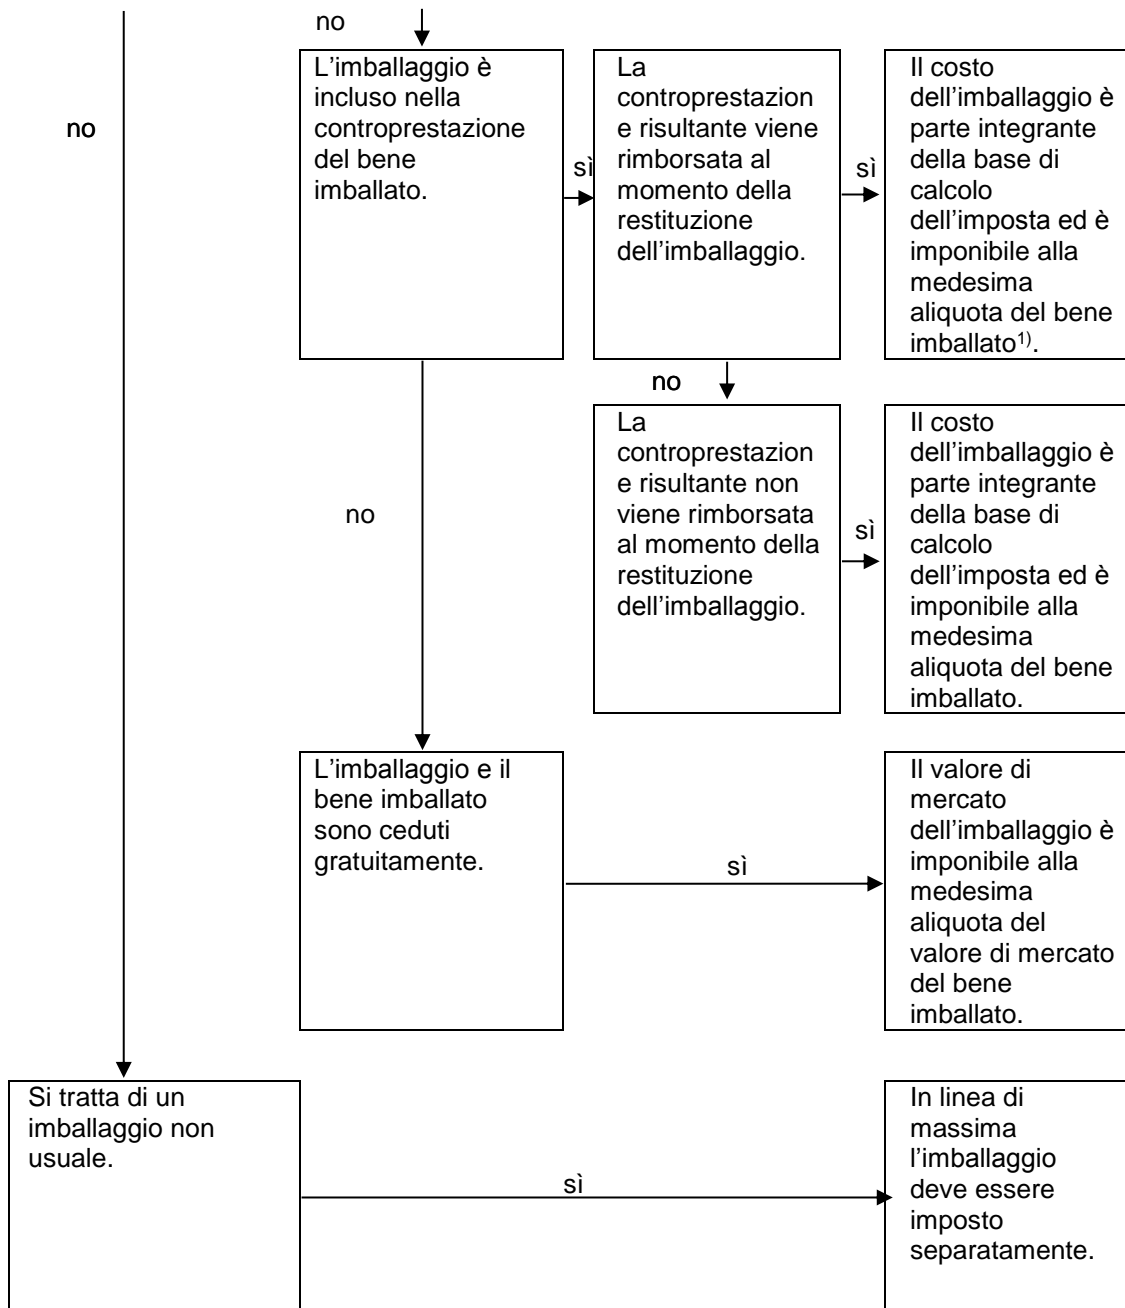 no
no
L’imballaggio è
incluso nella
controprestazione
del bene
imballato.
sì
La
controprestazion
e risultante viene
rimborsata al
momento della
restituzione
dell’imballaggio.
sì
Il costo
dell’imballaggio è
parte integrante
della base di
calcolo
dell’imposta ed è
imponibile alla
medesima
aliquota del bene
imballato1).
no
La
controprestazion
e risultante non
viene rimborsata
al momento della
restituzione
dell’imballaggio.
sì
Il costo
dell’imballaggio è
parte integrante
della base di
calcolo
dell’imposta ed è
imponibile alla
medesima
aliquota del bene
imballato.
no
L’imballaggio e il
bene imballato
sono ceduti
gratuitamente.
sì
Il valore di
mercato
dell’imballaggio è
imponibile alla
medesima
aliquota del
valore di mercato
del bene
imballato.
Si tratta di un
imballaggio non
usuale.
sì
In linea di
massima
l’imballaggio
deve essere
imposto
separatamente.